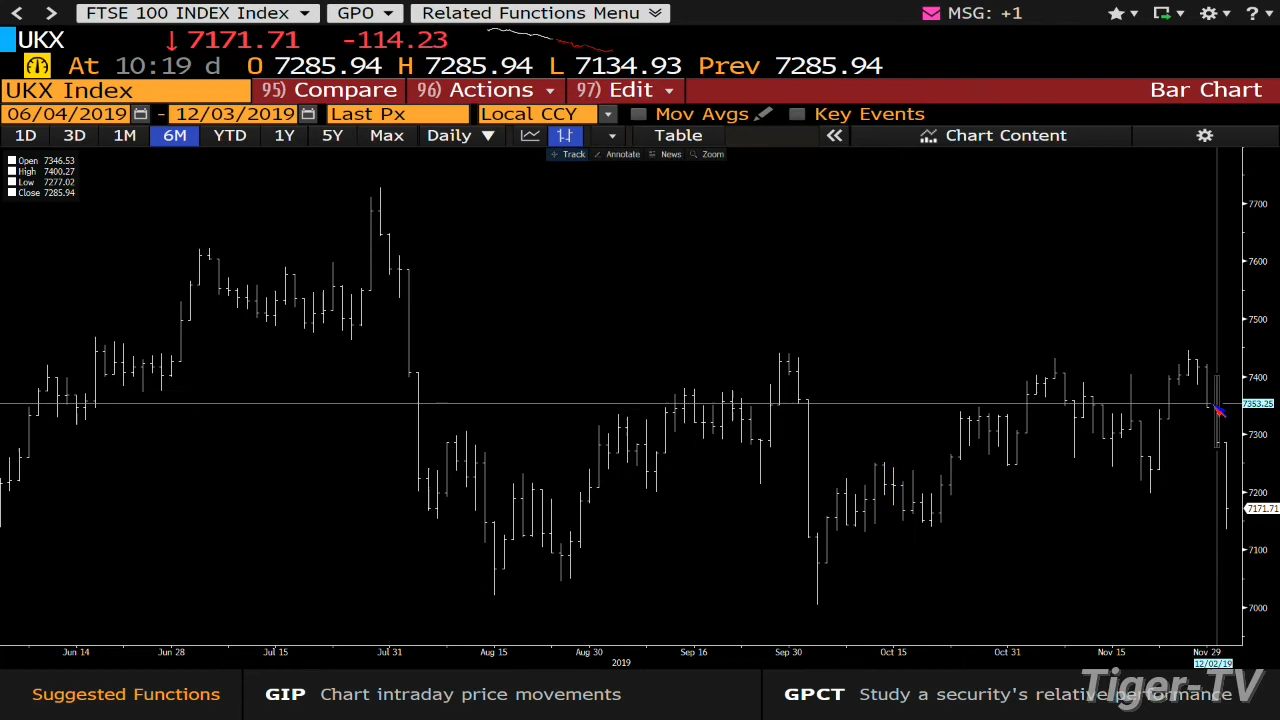 FTSE 100 INDEX Index GPO Related Functions Menu MSG: +1 ?
UKX 7171.71 -114.23
At 10:19 d O 7285.94 H 7285.94 L 7134.93 Prev 7285.94
UKX Index 95) Compare 96) Actions 97) Edit Bar Chart
06/04/2019 - 12/03/2019 Last Px Local CCY Mov Avgs Key Events
1D 3D 1M 6M YTD 1Y 5Y Max Daily ▼ Table Chart Content
Track Annotate News Zoom
Open 7346.53
High 7400.27
Low 7277.02
Close 7285.94
7700
7600
7500
7400
7353.25
7300
7200
7171.71
7100
7000
Jun 14 Jun 28 Jul 15 Jul 31 Aug 15 Aug 30 Sep 16 Sep 30 Oct 15 Oct 31 Nov 15 Nov 29
2019 12/02/19
Suggested Functions GIP Chart intraday price movements GPCT Study a security's relative performance
Tiger-TV